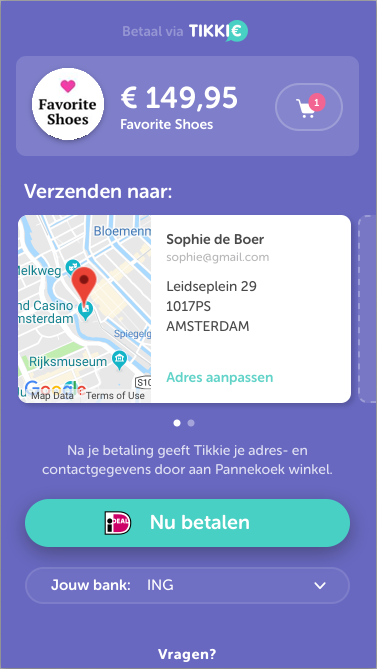 Betaal via TIKKIE
Favorite
Shoes
€ 149,95
Favorite Shoes
1
Verzenden naar:
Bloemenm
Melkweg
nd Casino
msterdam
Spiegelg
Rijksmuseum
S10
Google
Map Data
Terms of Use
Sophie de Boer
sophie@gmail.com
Leidseplein 29
1017PS
AMSTERDAM
Adres aanpassen
Na je betaling geeft Tikkie je adres- en
contactgegevens door aan Pannekoek winkel.
iDEAL
Nu betalen
Jouw bank: ING
Vragen?